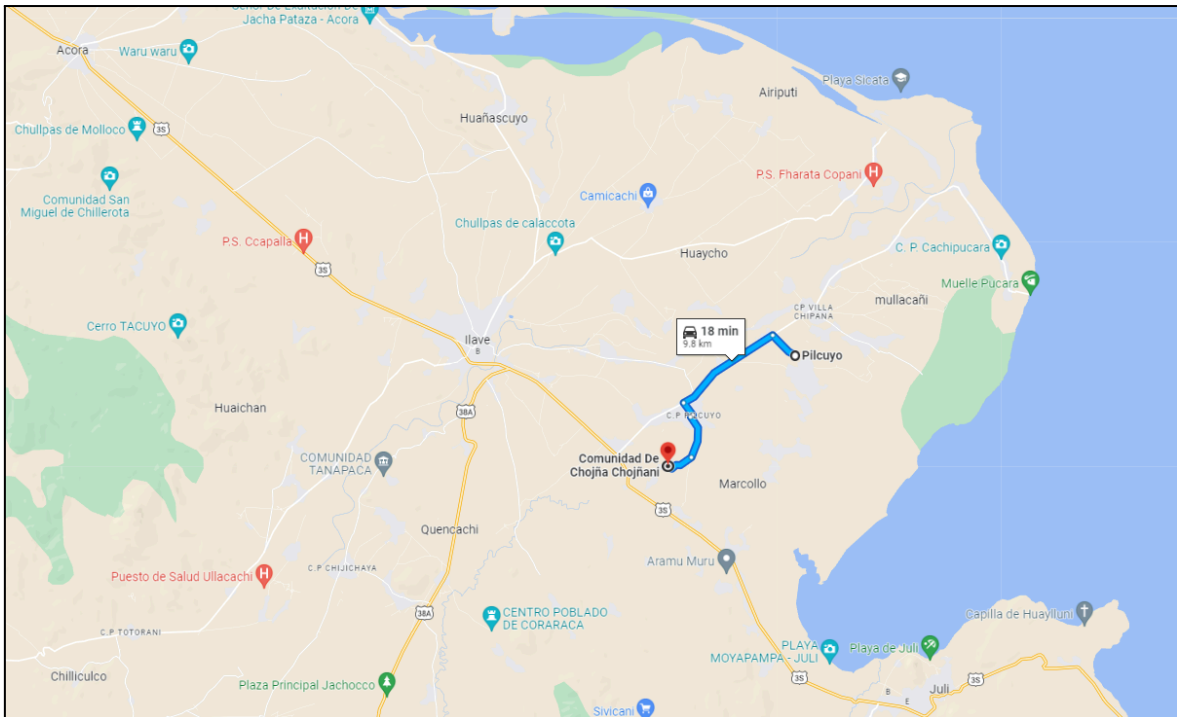 Señor De Exaltación De
Jacha Pataza - Acora
Acora
Waru waru
Playa Sicata
Airiputi
Huañascuyo
Chullpas de Molloco
3S
P.S. Fharata Copani
Comunidad San
Miguel de Chillerota
Camicachi
Chullpas de calaccota
P.S. Ccapalla
3S
Huaycho
C. P. Cachipucara
Muelle Pucara
mullacañi
CP VILLA
CHIPANA
Cerro TACUYO
18 min
9.8 km
Ilave
Pilcuyo
Huaichan
38A
Comunidad De
Chojña Chojñani
COMUNIDAD
TANAPACA
Marcollo
3S
Quencachi
Aramu Muru
C.P CHIJICHAYA
Puesto de Salud Ullacachi
38A
CENTRO POBLADO
DE CORARACA
Capilla de Huaylluni
C.P TOTORANI
PLAYA
MOYAPAMPA - JULI
Playa de Juli
Chilliculco
3S
3S
Plaza Principal Jachocco
B
E
Juli
Sivicani